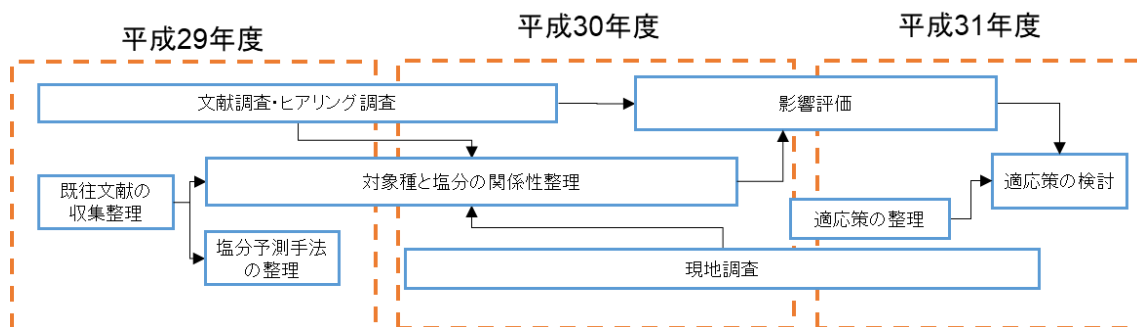 平成29年度
平成30年度
平成31年度
文献調査・ヒアリング調査
影響評価
対象種と塩分の関係性整理
既往文献の
収集整理
適応策の検討
適応策の整理
塩分予測手法
の整理
現地調査